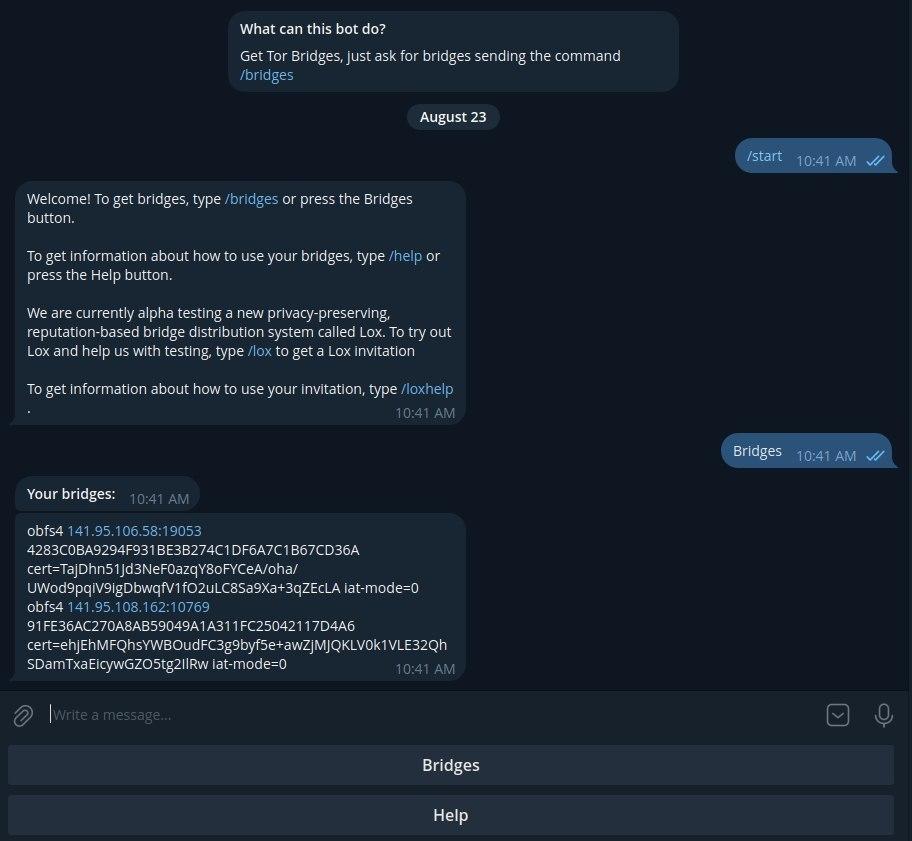 What can this bot do?
Get Tor Bridges, just ask for bridges sending the command
/bridges
August 23
/start 10:41 AM
Welcome! To get bridges, type /bridges or press the Bridges
button.
To get information about how to use your bridges, type /help or
press the Help button.
We are currently alpha testing a new privacy-preserving,
reputation-based bridge distribution system called Lox. To try out
Lox and help us with testing, type /lox to get a Lox invitation
To get information about how to use your invitation, type /loxhelp
. 10:41 AM
Bridges 10:41 AM
Your bridges: 10:41 AM
obfs4 141.95.106.58:19053
4283C0BA9294F931BE3B274C1DF6A7C1B67CD36A
cert=TajDhn51Jd3NeF0azqY8oFYCeA/oha/
UWod9pqiV9igDbwqfV1fO2uLC8Sa9Xa+3qZEcLA iat-mode=0
obfs4 141.95.108.162:10769
91FE36AC270A8AB59049A1A311FC25042117D4A6
cert=ehjEhMFQhsYWBOudFC3g9byf5e+awZjMJQKLV0k1VLE32Qh
SDamTxaEicywGZO5tg2IlRw iat-mode=0 10:41 AM
Write a message...
Bridges
Help